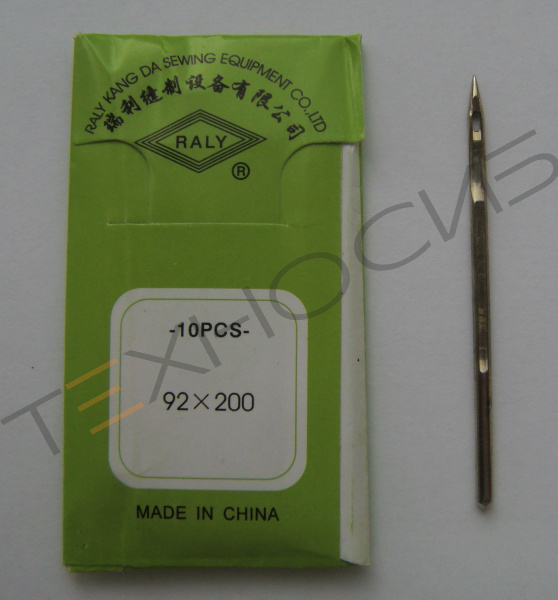 RALY KANG DA SEWING EQUIPMENT CO.,LTD
瑞利缝制设备有限公司
RALY
®
-10PCS-
92×200
MADE IN CHINA
ТЕХНОСИЗ